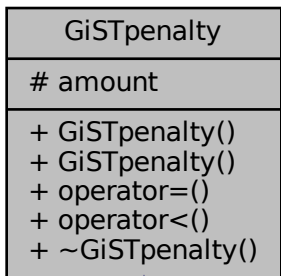 GiSTpenalty
# amount
+ GiSTpenalty()
+ GiSTpenalty()
+ operator=()
+ operator<()
+ ~GiSTpenalty()